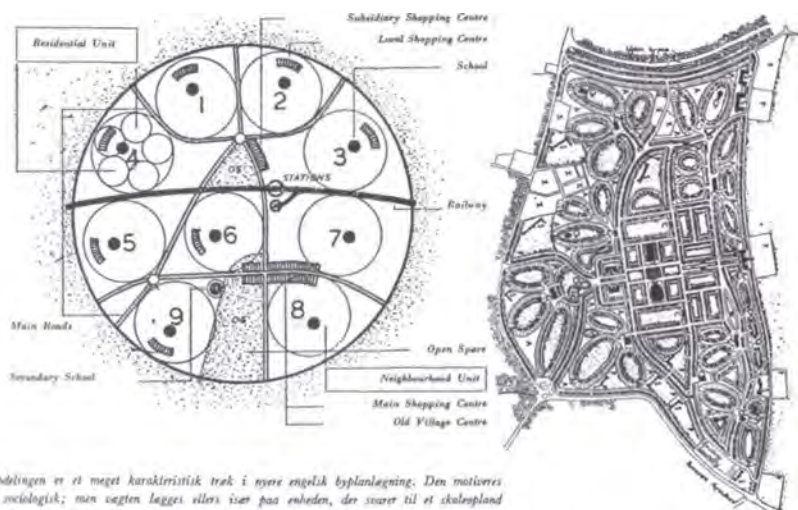 Subsidiary Shopping Centre
Residential Unit
Local Shopping Centre
School
1
2
3
4
OS
STATIONS
Railway
5
6
7
9
8
OS
Main Roads
Open Space
Secondary School
Neighbourhood Unit
Main Shopping Centre
Old Village Centre
delingen er et meget karakteristisk træk i nyere engelsk byplanlægning. Den motiveres
sociologisk; men vægten lægges ellers især paa enheden, der svarer til et skoleopland